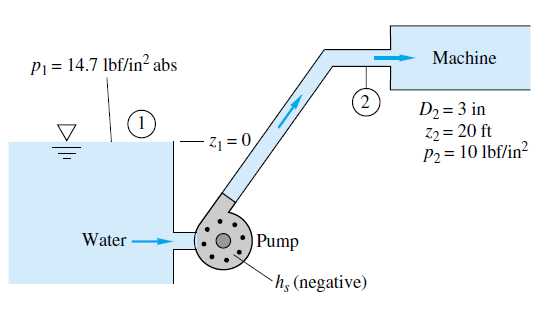 p₁ = 14.7 lbf/in² abs
1
z₁ = 0
Water
Pump
hₛ (negative)
2
Machine
D₂ = 3 in
z₂ = 20 ft
p₂ = 10 lbf/in²